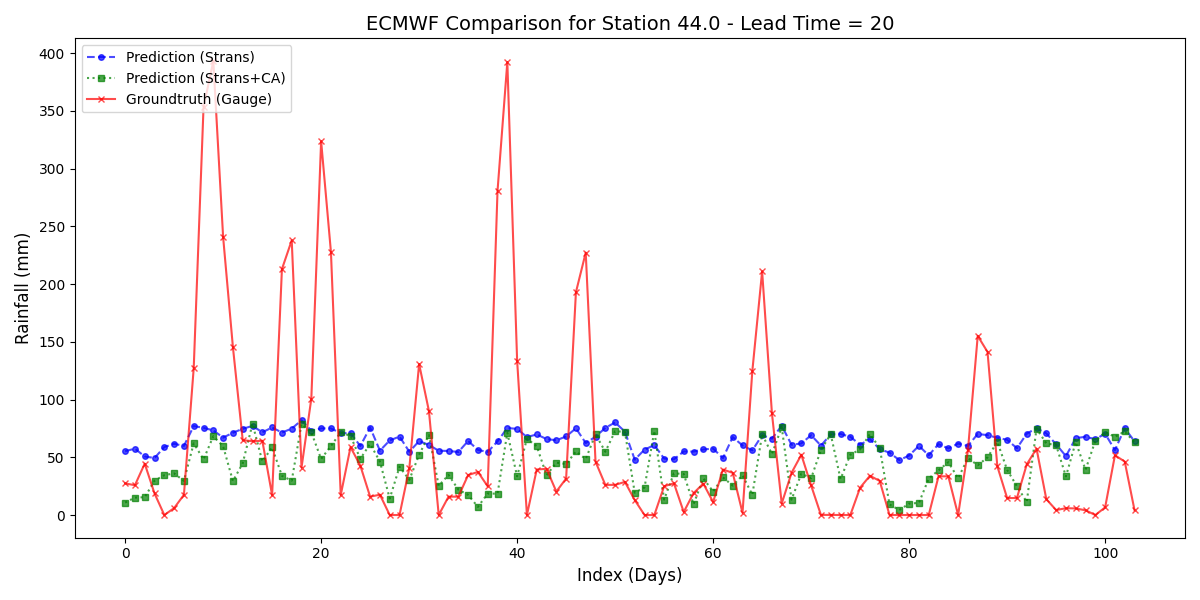 ECMWF Comparison for Station 44.0 - Lead Time = 20
Prediction (Strans)
Prediction (Strans+CA)
Groundtruth (Gauge)
Rainfall (mm)
400
350
300
250
200
150
100
50
0
0 20 40 60 80 100
Index (Days)